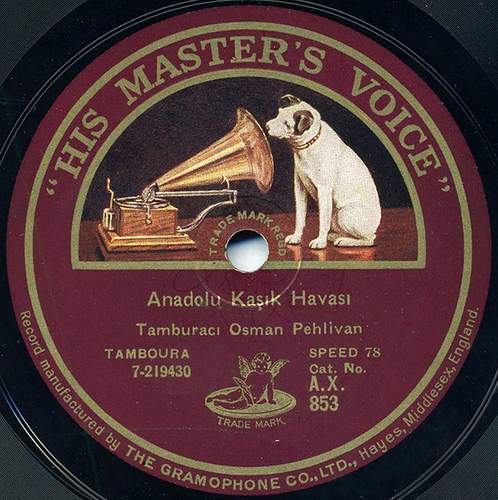 "HIS MASTER'S VOICE"
TRADE-MARK.REGD
Anadolu Kaşık Havası
Tamburacı Osman Pehlivan
TAMBOURA
7-219430
SPEED 78
Cat. No.
A.X.
853
TRADE MARK
Record manufactured by THE GRAMOPHONE CO., LTD., Hayes, Middlesex, England.